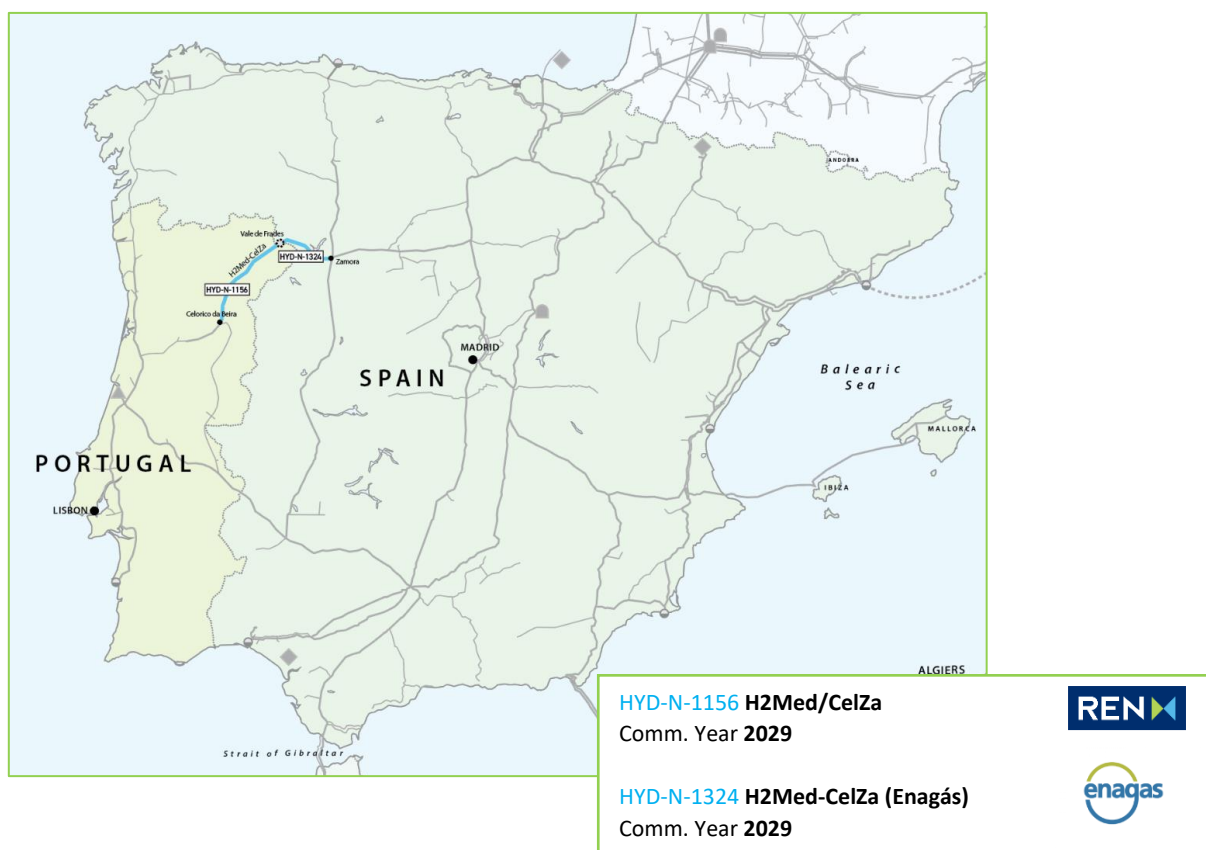 ANDORRA
Vale de Frades
H2Med-CelZa
HYD-N-1324
Zamora
HYD-N-1156
Celorico da Beira
MADRID
SPAIN
Balearic
Sea
MALLORCA
PORTUGAL
IBIZA
LISBON
ALGIERS
Strait of Gibraltar
HYD-N-1156 H2Med/CelZa
Comm. Year 2029
REN
HYD-N-1324 H2Med-CelZa (Enagás)
Comm. Year 2029
enagas